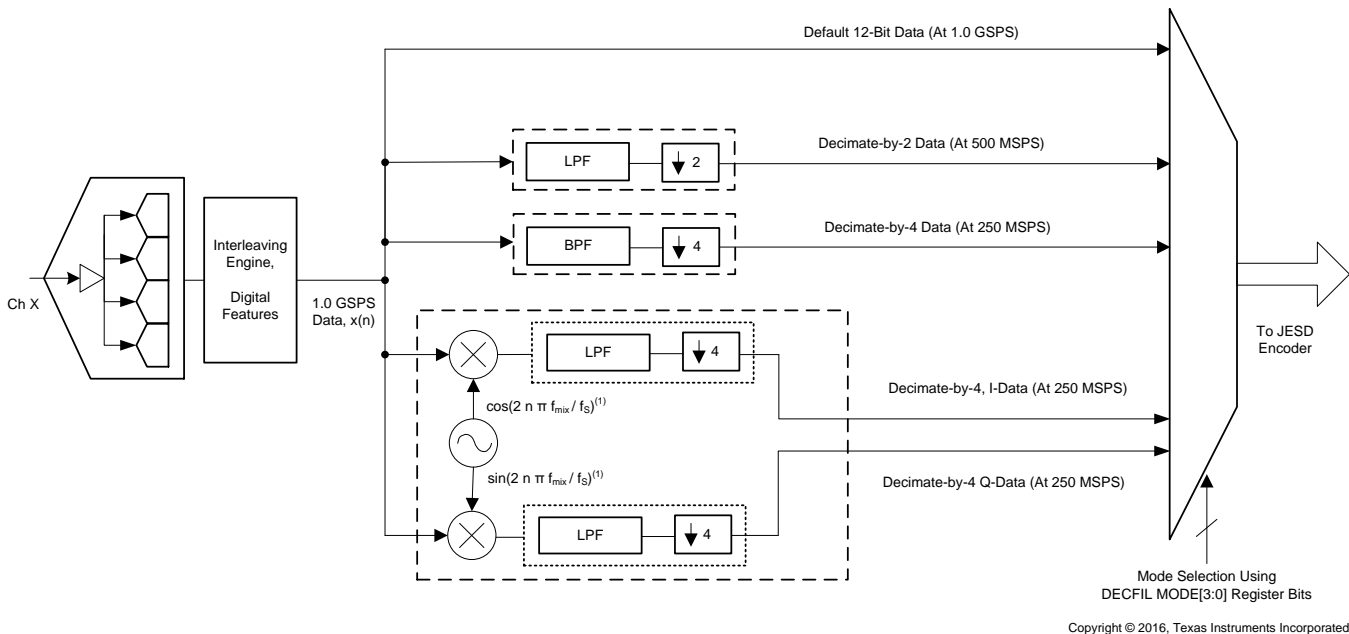 Default 12-Bit Data (At 1.0 GSPS)
LPF
2
Decimate-by-2 Data (At 500 MSPS)
BPF
4
Decimate-by-4 Data (At 250 MSPS)
Ch X
Interleaving
Engine,
Digital
Features
1.0 GSPS
Data, x(n)
LPF
4
cos(2 n π fmix / fS)(1)
Decimate-by-4, I-Data (At 250 MSPS)
sin(2 n π fmix / fS)(1)
Decimate-by-4 Q-Data (At 250 MSPS)
LPF
4
To JESD
Encoder
Mode Selection Using
DECFIL MODE[3:0] Register Bits
Copyright © 2016, Texas Instruments Incorporated